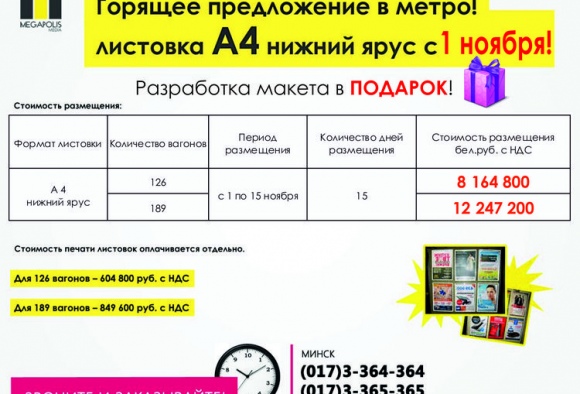 MEGAPOLIS
MEDIA
Горящее предложение в метро!
листовка А4 нижний ярус с 1 ноября!
Разработка макета в ПОДАРОК!
Стоимость размещения:
Формат листовки Количество вагонов Период размещения Количество дней размещения Стоимость размещения бел.руб. с НДС
А 4 нижний ярус 126 с 1 по 15 ноября 15 8 164 800
189 12 247 200
Стоимость печати листовок оплачивается отдельно.
Для 126 вагонов – 604 800 руб. с НДС
Для 189 вагонов – 849 600 руб. с НДС
МИНСК
(017)3-364-364
(017)3-365-365
ЗВОНИТЕ И ЗАКАЗЫВАЙТЕ!